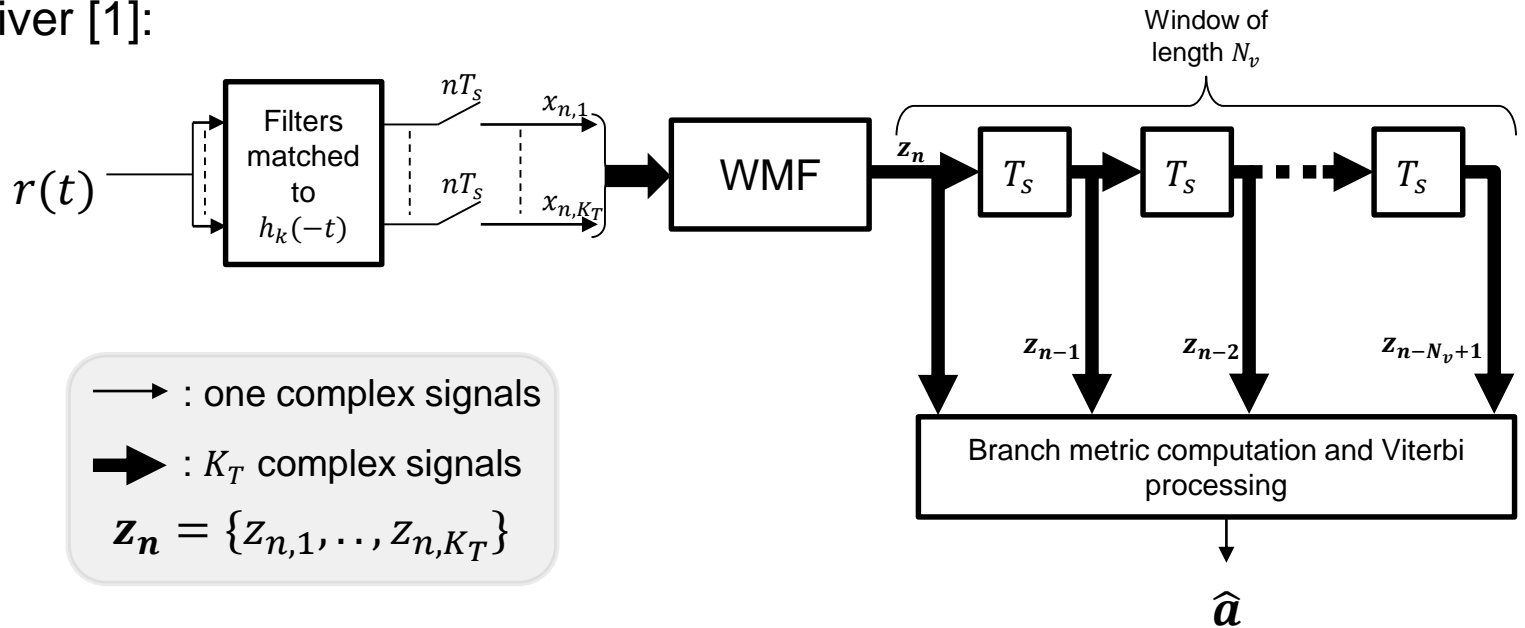 iver [1]:
Window of
length N_v
r(t)
Filters
matched
to
h_k(−t)
nT_s
nT_s
x_{n,1}
x_{n,K_T}
WMF
z_n
T_s
T_s
T_s
z_{n−1}
z_{n−2}
z_{n−N_v+1}
Branch metric computation and Viterbi
processing
â
: one complex signals
: K_T complex signals
z_n = {z_{n,1},..,z_{n,K_T}}